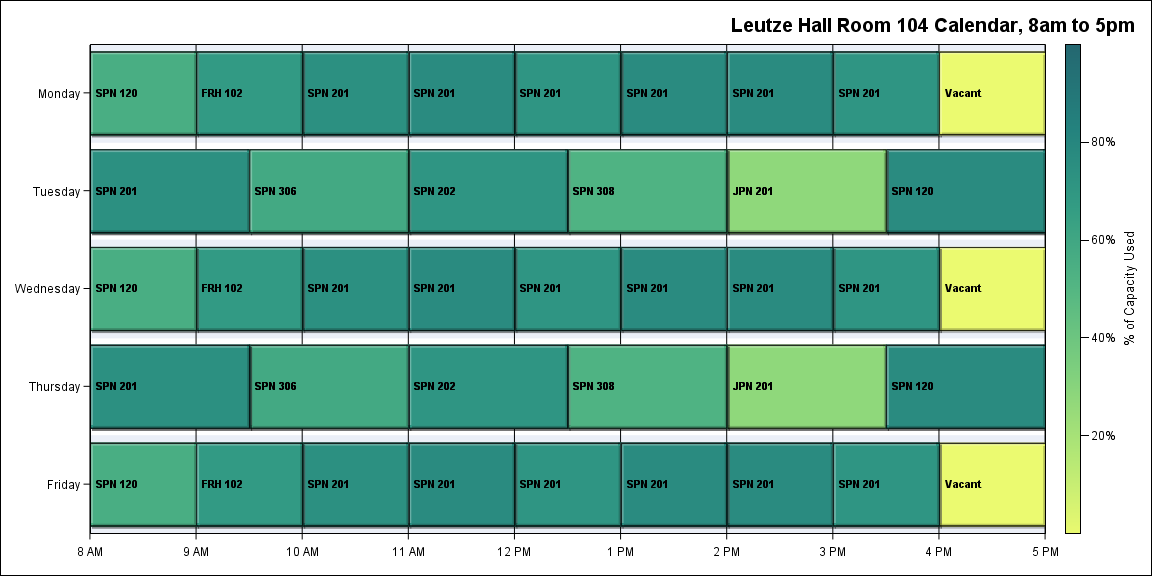 Leutze Hall Room 104 Calendar, 8am to 5pm
Monday SPN 120 FRH 102 SPN 201 SPN 201 SPN 201 SPN 201 SPN 201 SPN 201 Vacant
80%
Tuesday SPN 201 SPN 306 SPN 202 SPN 308 JPN 201 SPN 120
60%
% of Capacity Used
Wednesday SPN 120 FRH 102 SPN 201 SPN 201 SPN 201 SPN 201 SPN 201 SPN 201 Vacant
40%
Thursday SPN 201 SPN 306 SPN 202 SPN 308 JPN 201 SPN 120
20%
Friday SPN 120 FRH 102 SPN 201 SPN 201 SPN 201 SPN 201 SPN 201 SPN 201 Vacant
8 AM 9 AM 10 AM 11 AM 12 PM 1 PM 2 PM 3 PM 4 PM 5 PM